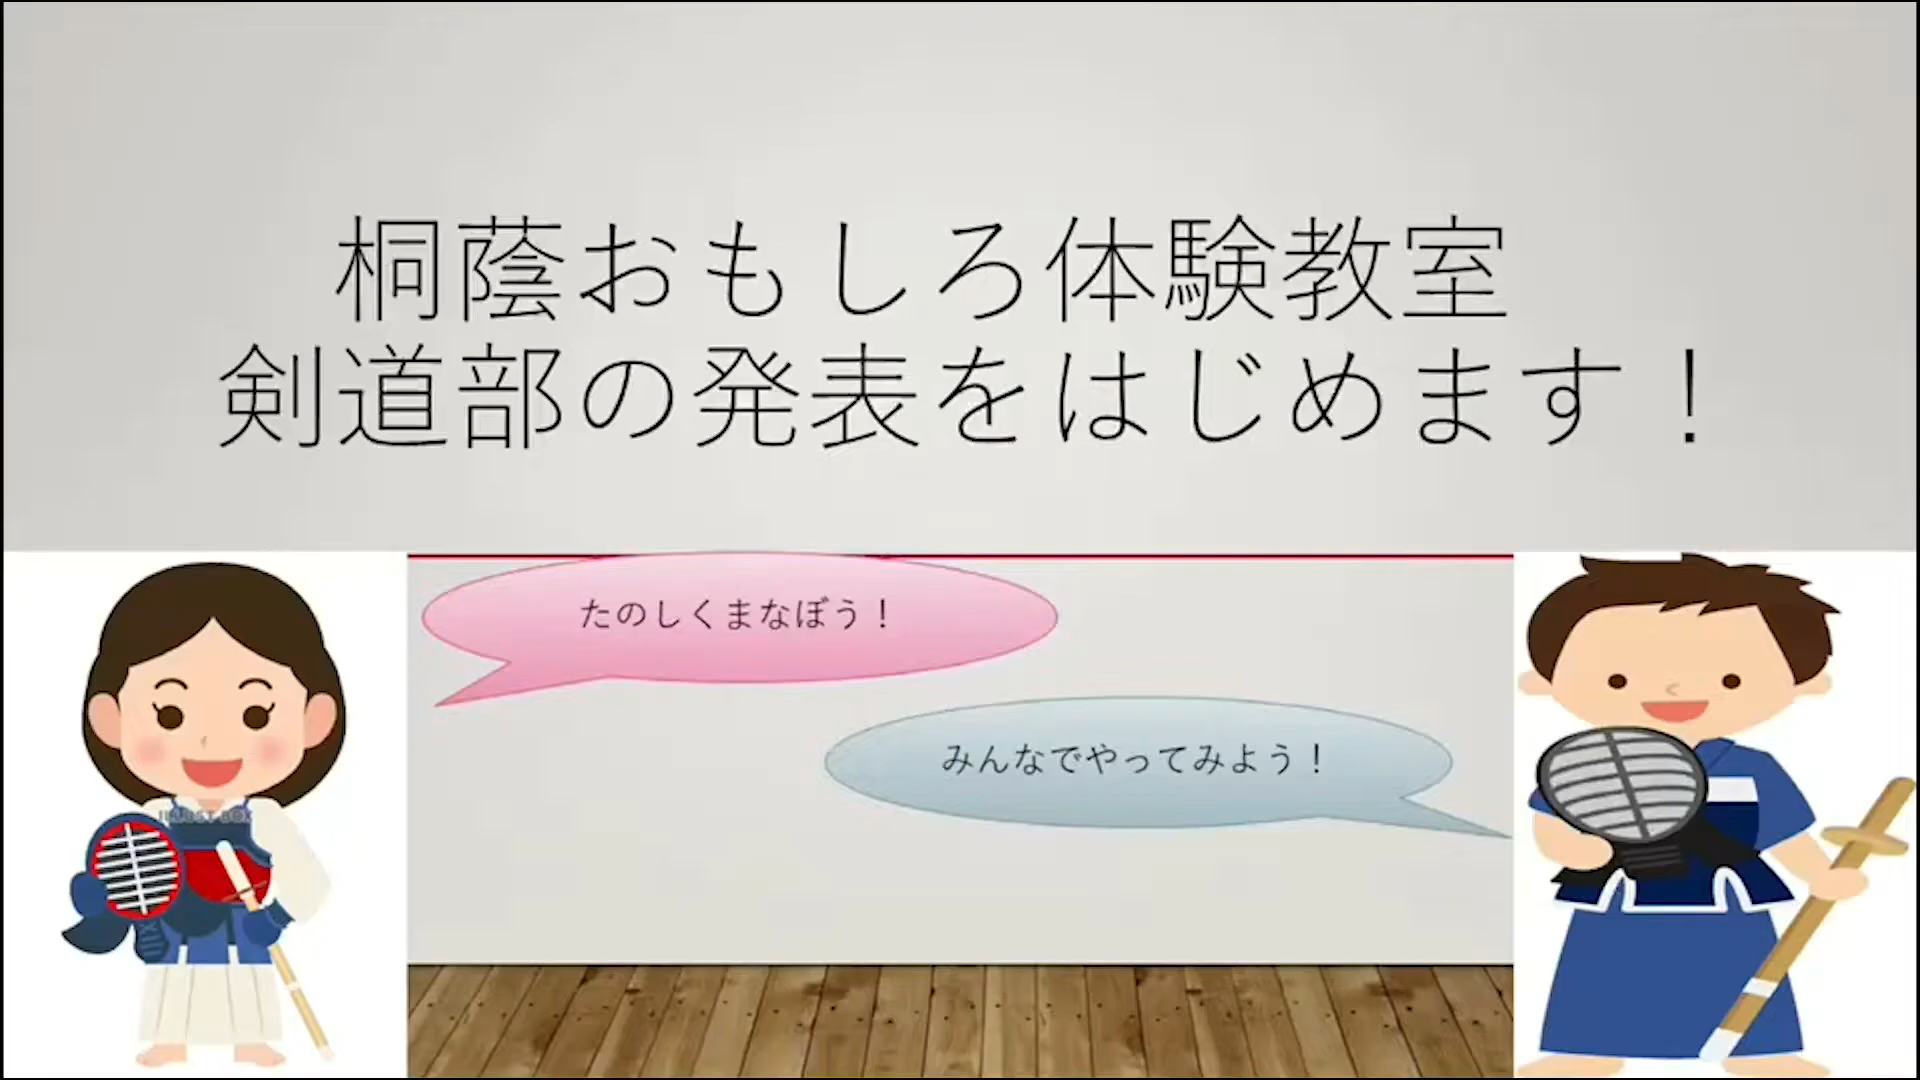 桐蔭おもしろ体験教室
剣道部の発表をはじめます！
たのしくまなぼう！
みんなでやってみよう！
ILLUST BOX